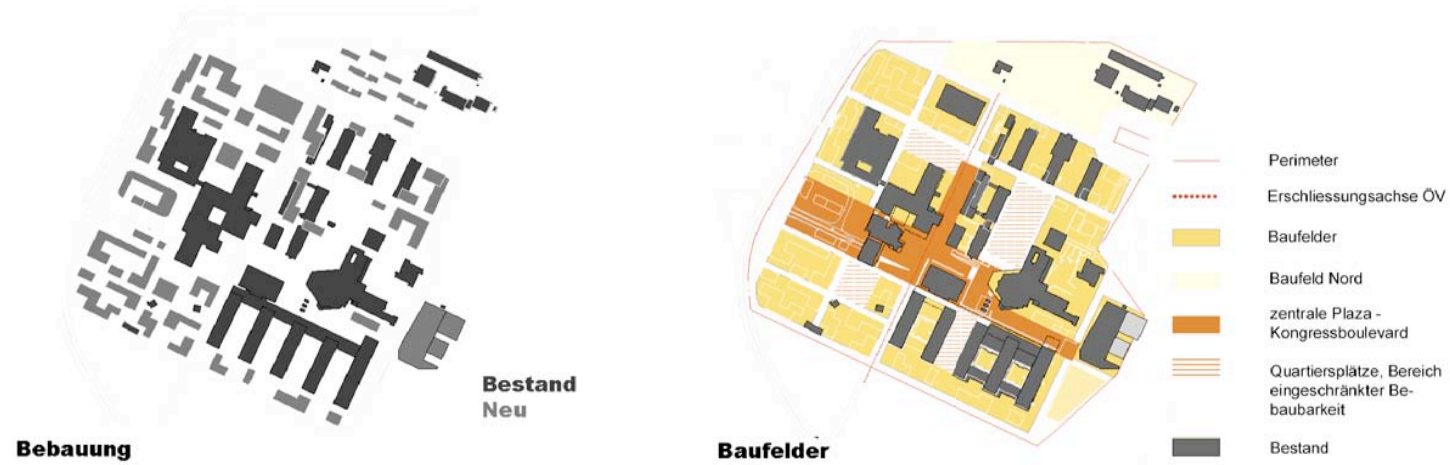 Bestand
Neu
Bebauung
Perimeter
Erschliessungsachse ÖV
Baufelder
Baufeld Nord
zentrale Plaza -
Kongressboulevard
Quartiersplätze, Bereich
eingeschränkter Be-
baubarkeit
Bestand
Baufelder